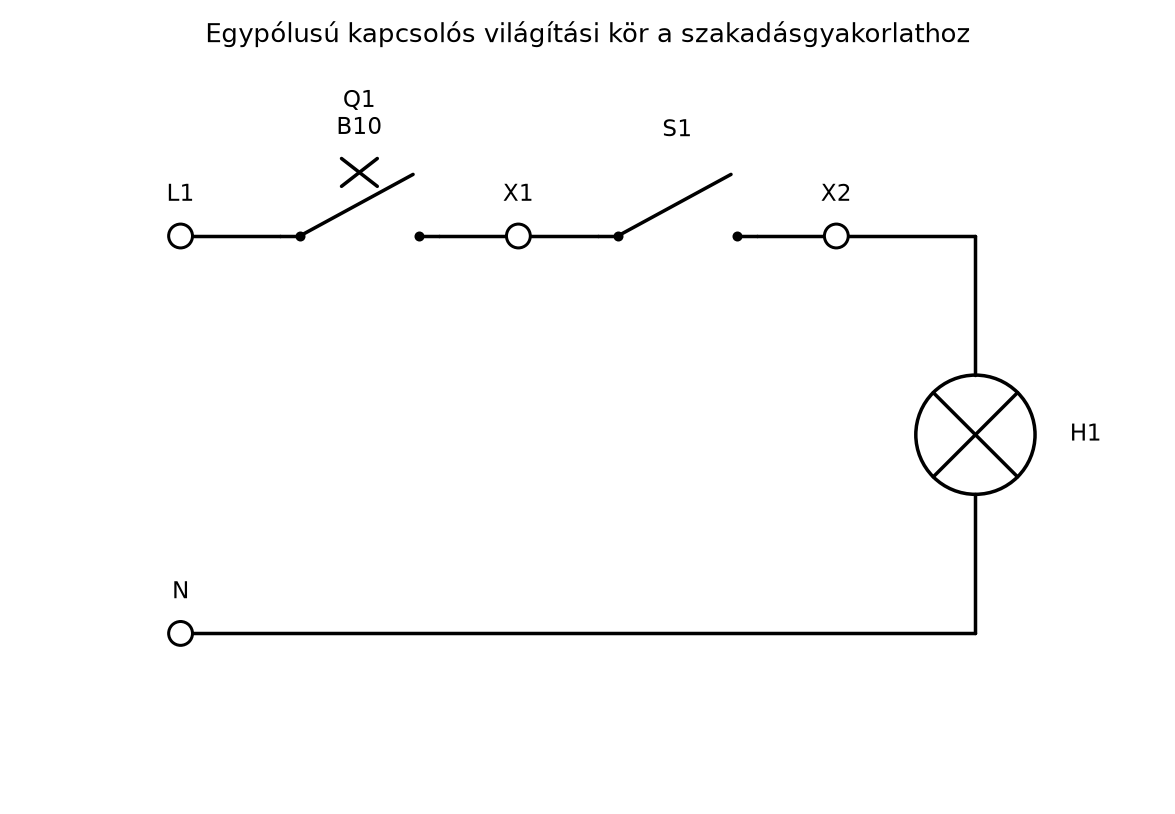 Egypólusú kapcsolós világítási kör a szakadásgyakorlathoz
Q1
B10
S1
L1
X1
X2
H1
N